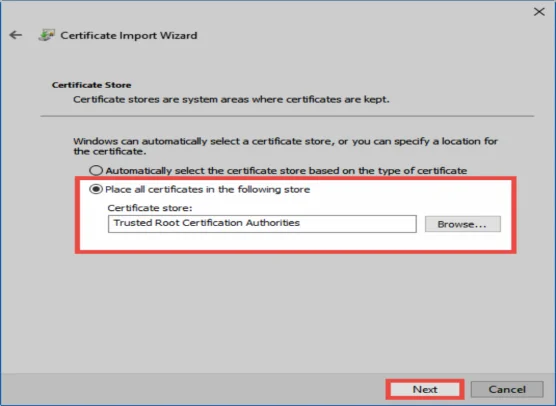 Certificate Import Wizard
Certificate Store
Certificate stores are system areas where certificates are kept.
Windows can automatically select a certificate store, or you can specify a location for
the certificate.
Automatically select the certificate store based on the type of certificate
Place all certificates in the following store
Certificate store:
Trusted Root Certification Authorities
Browse...
Next
Cancel